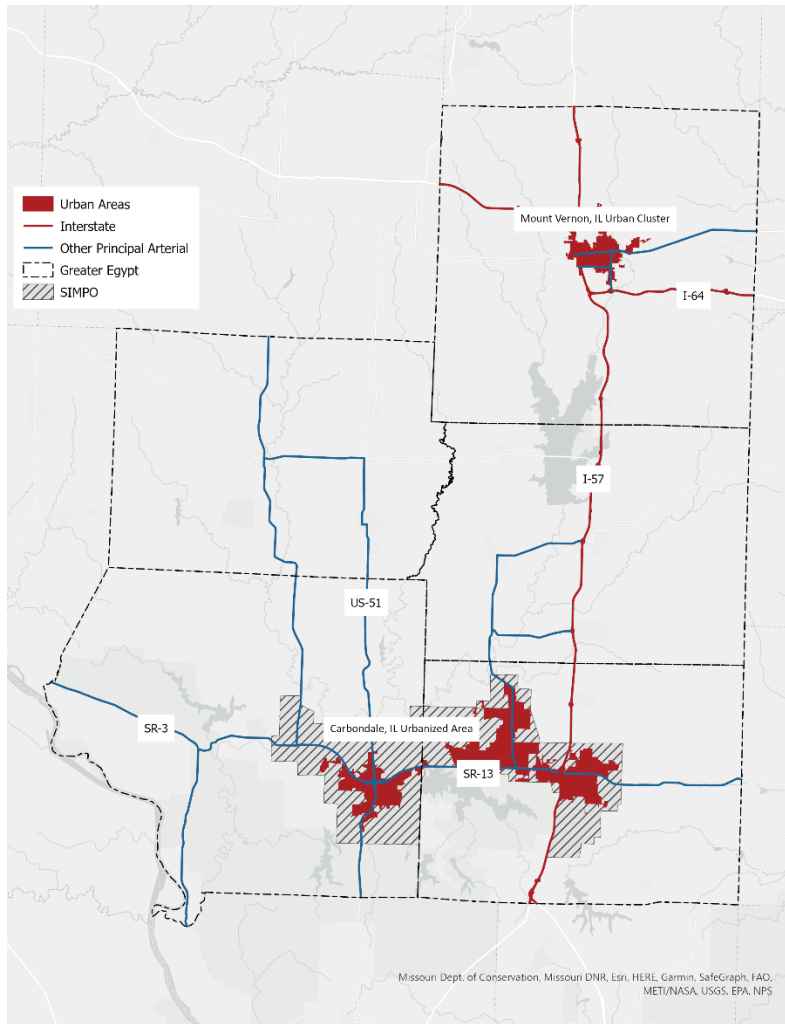 Urban Areas
Interstate
Other Principal Arterial
Greater Egypt
SIMPO
Mount Vernon, IL Urban Cluster
I-64
I-57
US-51
SR-3
Carbondale, IL Urbanized Area
SR-13
Missouri Dept. of Conservation, Missouri DNR, Esri, HERE, Garmin, SafeGraph, FAO,
METI/NASA, USGS, EPA, NPS